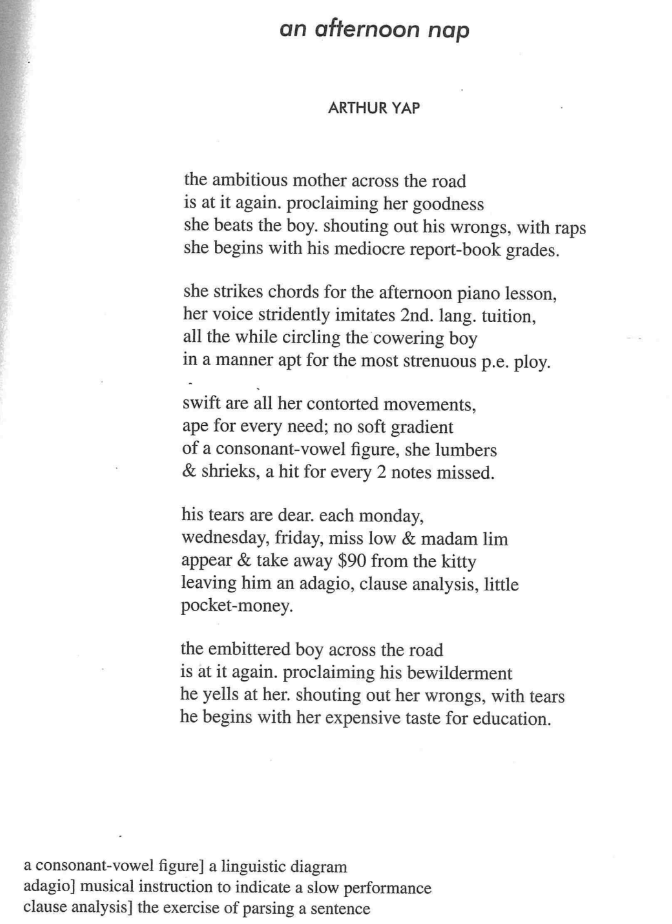 an afternoon nap
ARTHUR YAP
the ambitious mother across the road
is at it again. proclaiming her goodness
she beats the boy. shouting out his wrongs, with raps
she begins with his mediocre report-book grades.
she strikes chords for the afternoon piano lesson,
her voice stridently imitates 2nd. lang. tuition,
all the while circling the cowering boy
in a manner apt for the most strenuous p.e. ploy.
swift are all her contorted movements,
ape for every need; no soft gradient
of a consonant-vowel figure, she lumbers
& shrieks, a hit for every 2 notes missed.
his tears are dear. each monday,
wednesday, friday, miss low & madam lim
appear & take away $90 from the kitty
leaving him an adagio, clause analysis, little
pocket-money.
the embittered boy across the road
is at it again. proclaiming his bewilderment
he yells at her. shouting out her wrongs, with tears
he begins with her expensive taste for education.
a consonant-vowel figure] a linguistic diagram
adagio] musical instruction to indicate a slow performance
clause analysis] the exercise of parsing a sentence